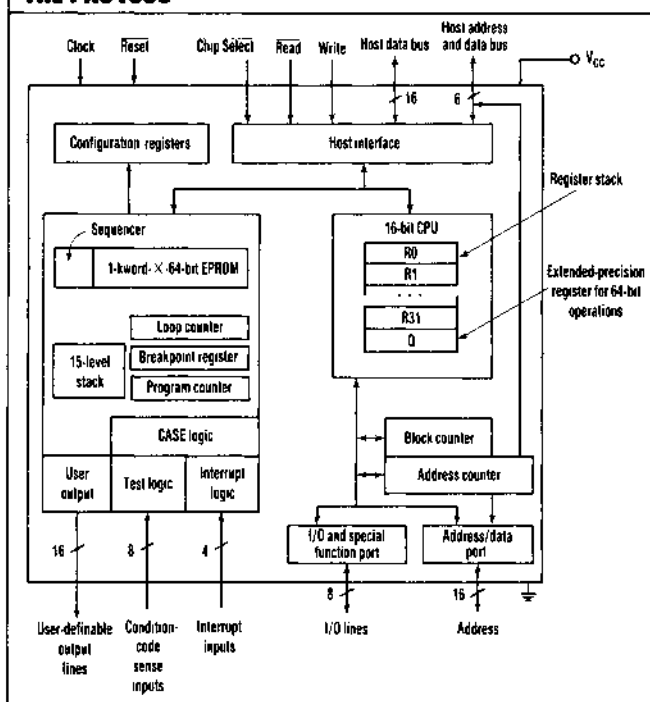 Clock Reset Chip Select Read Write Host data bus Host address and data bus
VCC
16 6
Configuration registers
Host interface
Register stack
Sequencer
1-kword-×-64-bit EPROM
16-bit CPU
R0
R1
...
R31
Q
Extended-precision register for 64-bit operations
Loop counter
15-level stack
Breakpoint register
Program counter
CASE logic
Block counter
User output
Test logic
Interrupt logic
Address counter
I/O and special function port
Address/data port
16 8 4
8 16
User-definable output lines
Condition-code sense inputs
Interrupt inputs
I/O lines
Address